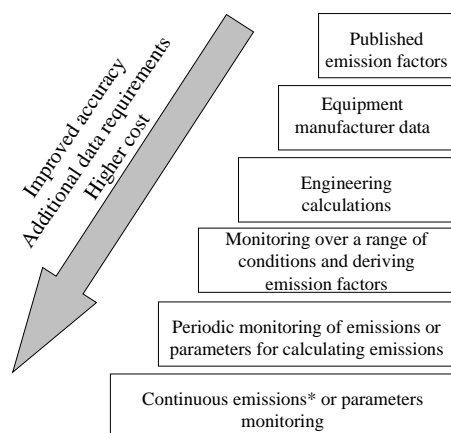 Published
emission factors
Equipment
manufacturer data
Improved accuracy
Additional data requirements
Higher cost
Engineering
calculations
Monitoring over a range of
conditions and deriving
emission factors
Periodic monitoring of emissions or
parameters for calculating emissions
Continuous emissions* or parameters
monitoring